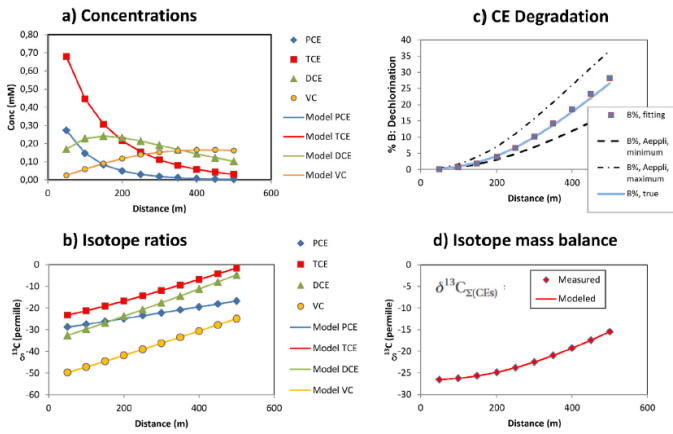 a) Concentrations
0,80
0,70
0,60
0,50
0,40
0,30
0,20
0,10
0,00
Conc (mM)
0
200
400
600
Distance (m)
PCE
TCE
DCE
VC
Model PCE
Model TCE
Model DCE
Model VC
c) CE Degradation
40
35
30
25
20
15
10
5
0
% B: Dechlorination
0
200
400
Distance (m)
B%, fitting
B%, Aeppli,
minimum
B%, Aeppli,
maximum
B%, true
b) Isotope ratios
0
-10
-20
-30
-40
-50
-60
δ¹³C (permille)
0
200
400
600
Distance (m)
PCE
TCE
DCE
VC
Model PCE
Model TCE
Model DCE
Model VC
d) Isotope mass balance
0
-5
-10
-15
-20
-25
-30
δ¹³C (permille)
δ¹³C_Σ(CEs) :
Measured
Modeled
0
200
400
600
Distance (m)